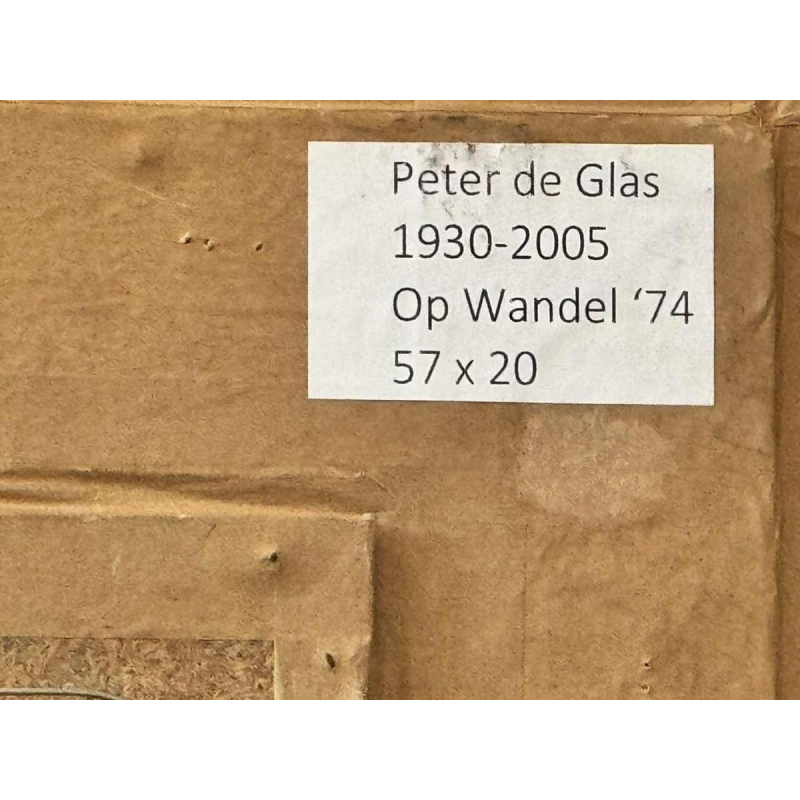 Peter de Glas
1930-2005
Op Wandel ‘74
57 x 20